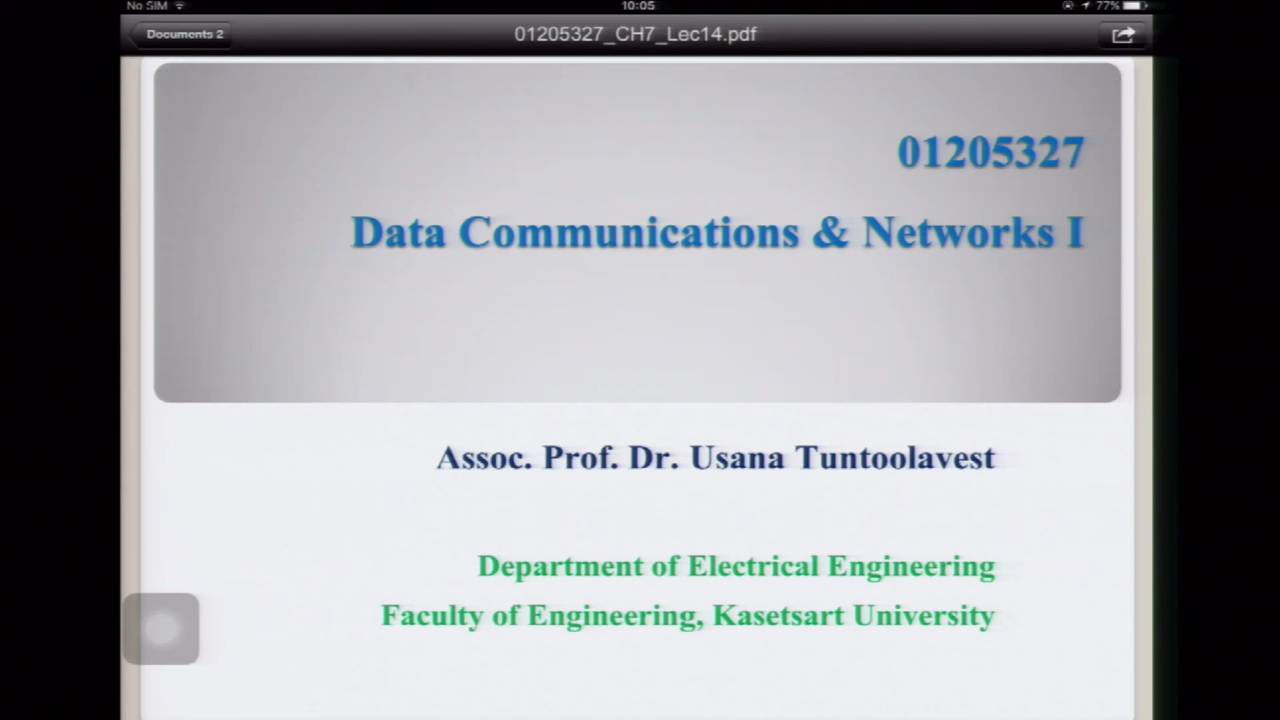 No SIM 10:05 77%
Documents 2 01205327_CH7_Lec14.pdf
01205327
Data Communications & Networks I
Assoc. Prof. Dr. Usana Tuntoolavest
Department of Electrical Engineering
Faculty of Engineering, Kasetsart University